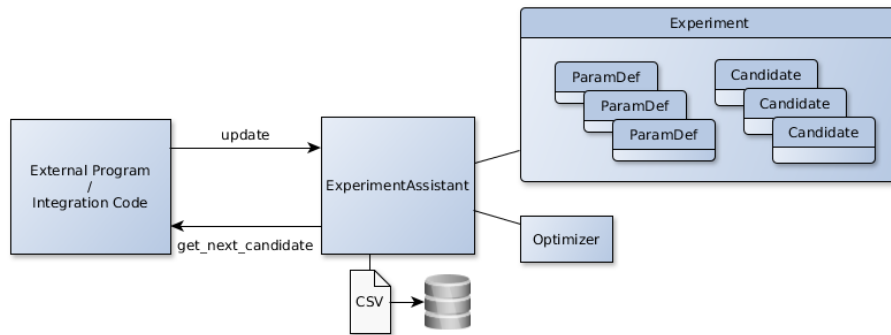 Experiment
ParamDef
ParamDef
ParamDef
Candidate
Candidate
Candidate
External Program
/
Integration Code
update
get_next_candidate
ExperimentAssistant
Optimizer
CSV